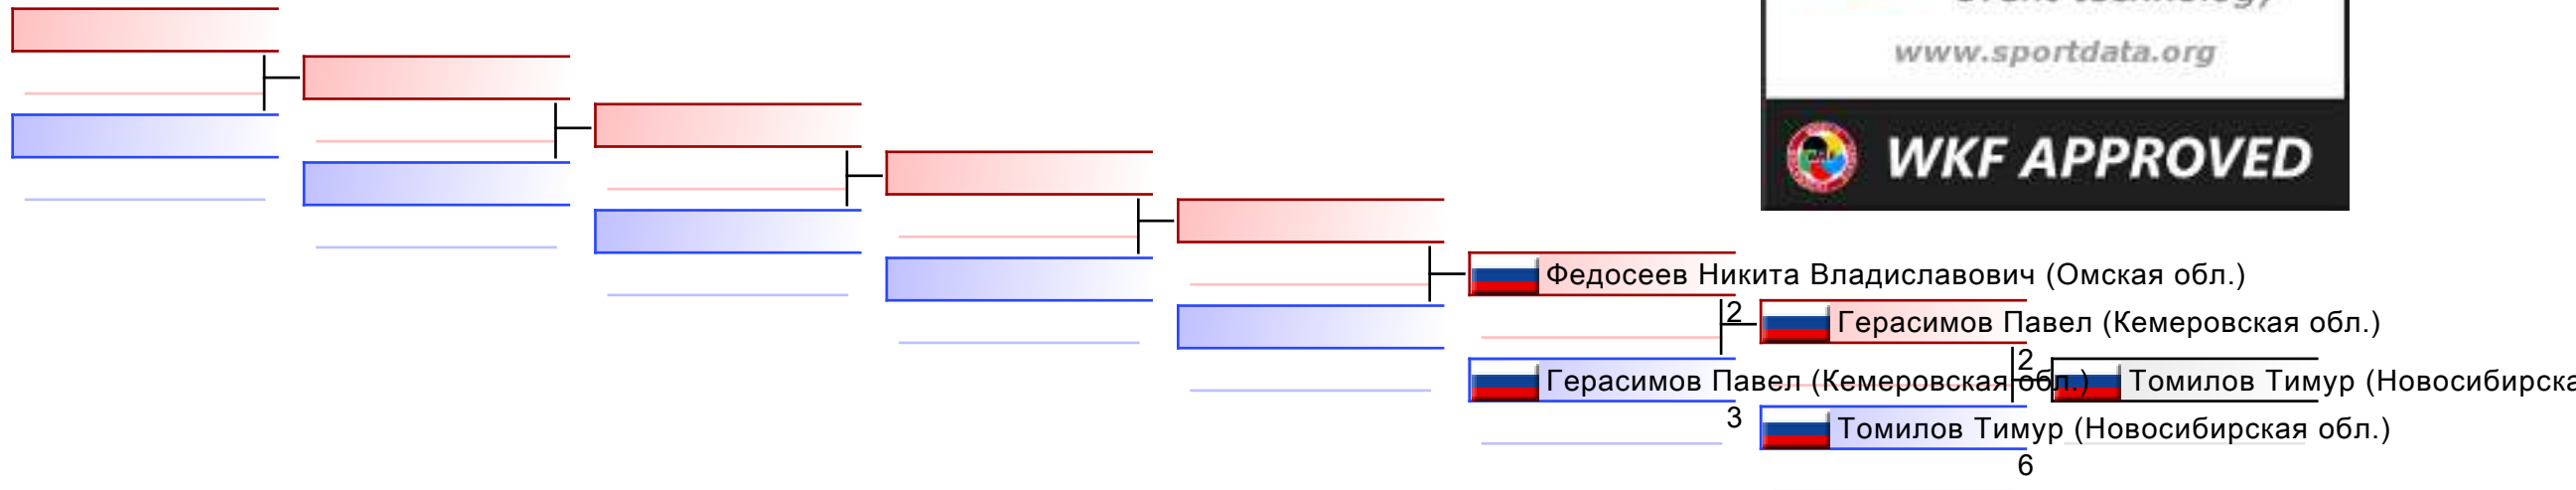 www.sportdata.org
WKF APPROVED
Федосеев Никита Владиславович (Омская обл.)
2
Герасимов Павел (Кемеровская обл.)
2
Герасимов Павел (Кемеровская обл.)
Томилов Тимур (Новосибирска
3
Томилов Тимур (Новосибирская обл.)
6